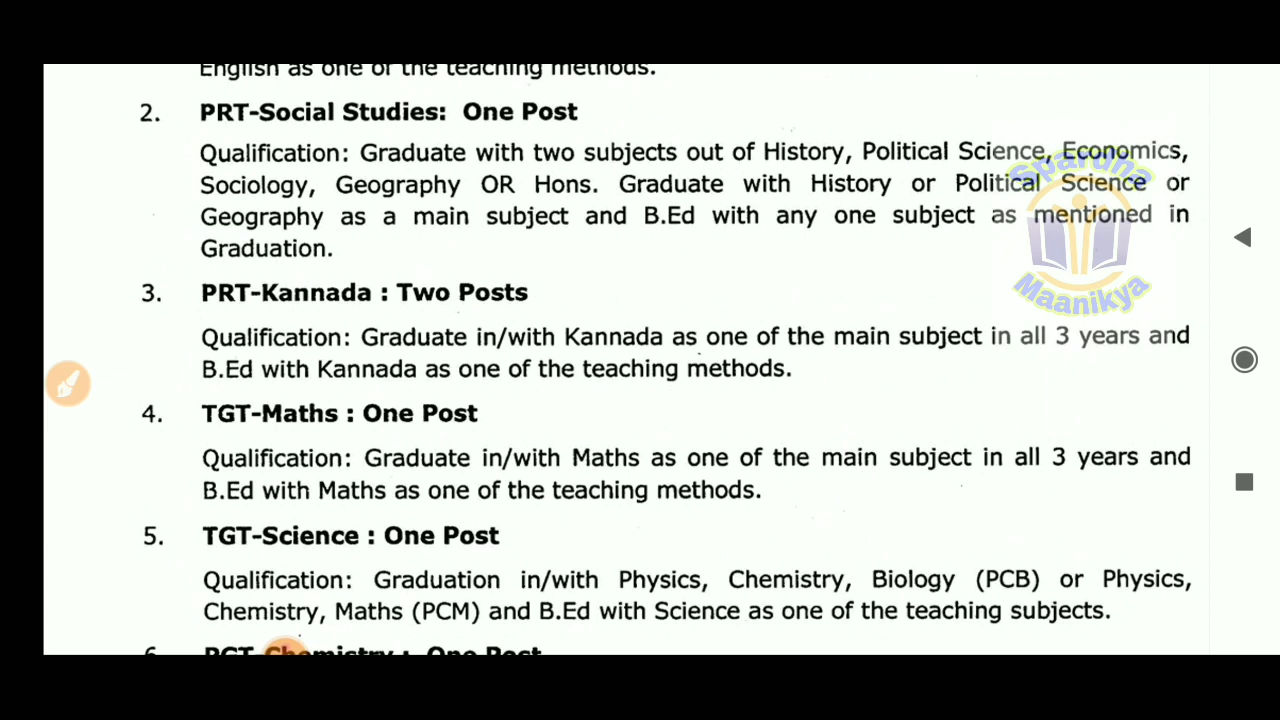 English as one of the teaching methods.
2. PRT-Social Studies: One Post
Qualification: Graduate with two subjects out of History, Political Science, Economics,
Sociology, Geography OR Hons. Graduate with History or Political Science or
Geography as a main subject and B.Ed with any one subject as mentioned in
Graduation.
Spardha
Maanikya
3. PRT-Kannada : Two Posts
Qualification: Graduate in/with Kannada as one of the main subject in all 3 years and
B.Ed with Kannada as one of the teaching methods.
4. TGT-Maths : One Post
Qualification: Graduate in/with Maths as one of the main subject in all 3 years and
B.Ed with Maths as one of the teaching methods.
5. TGT-Science : One Post
Qualification: Graduation in/with Physics, Chemistry, Biology (PCB) or Physics,
Chemistry, Maths (PCM) and B.Ed with Science as one of the teaching subjects.
6. PGT-Chemistry : One Post